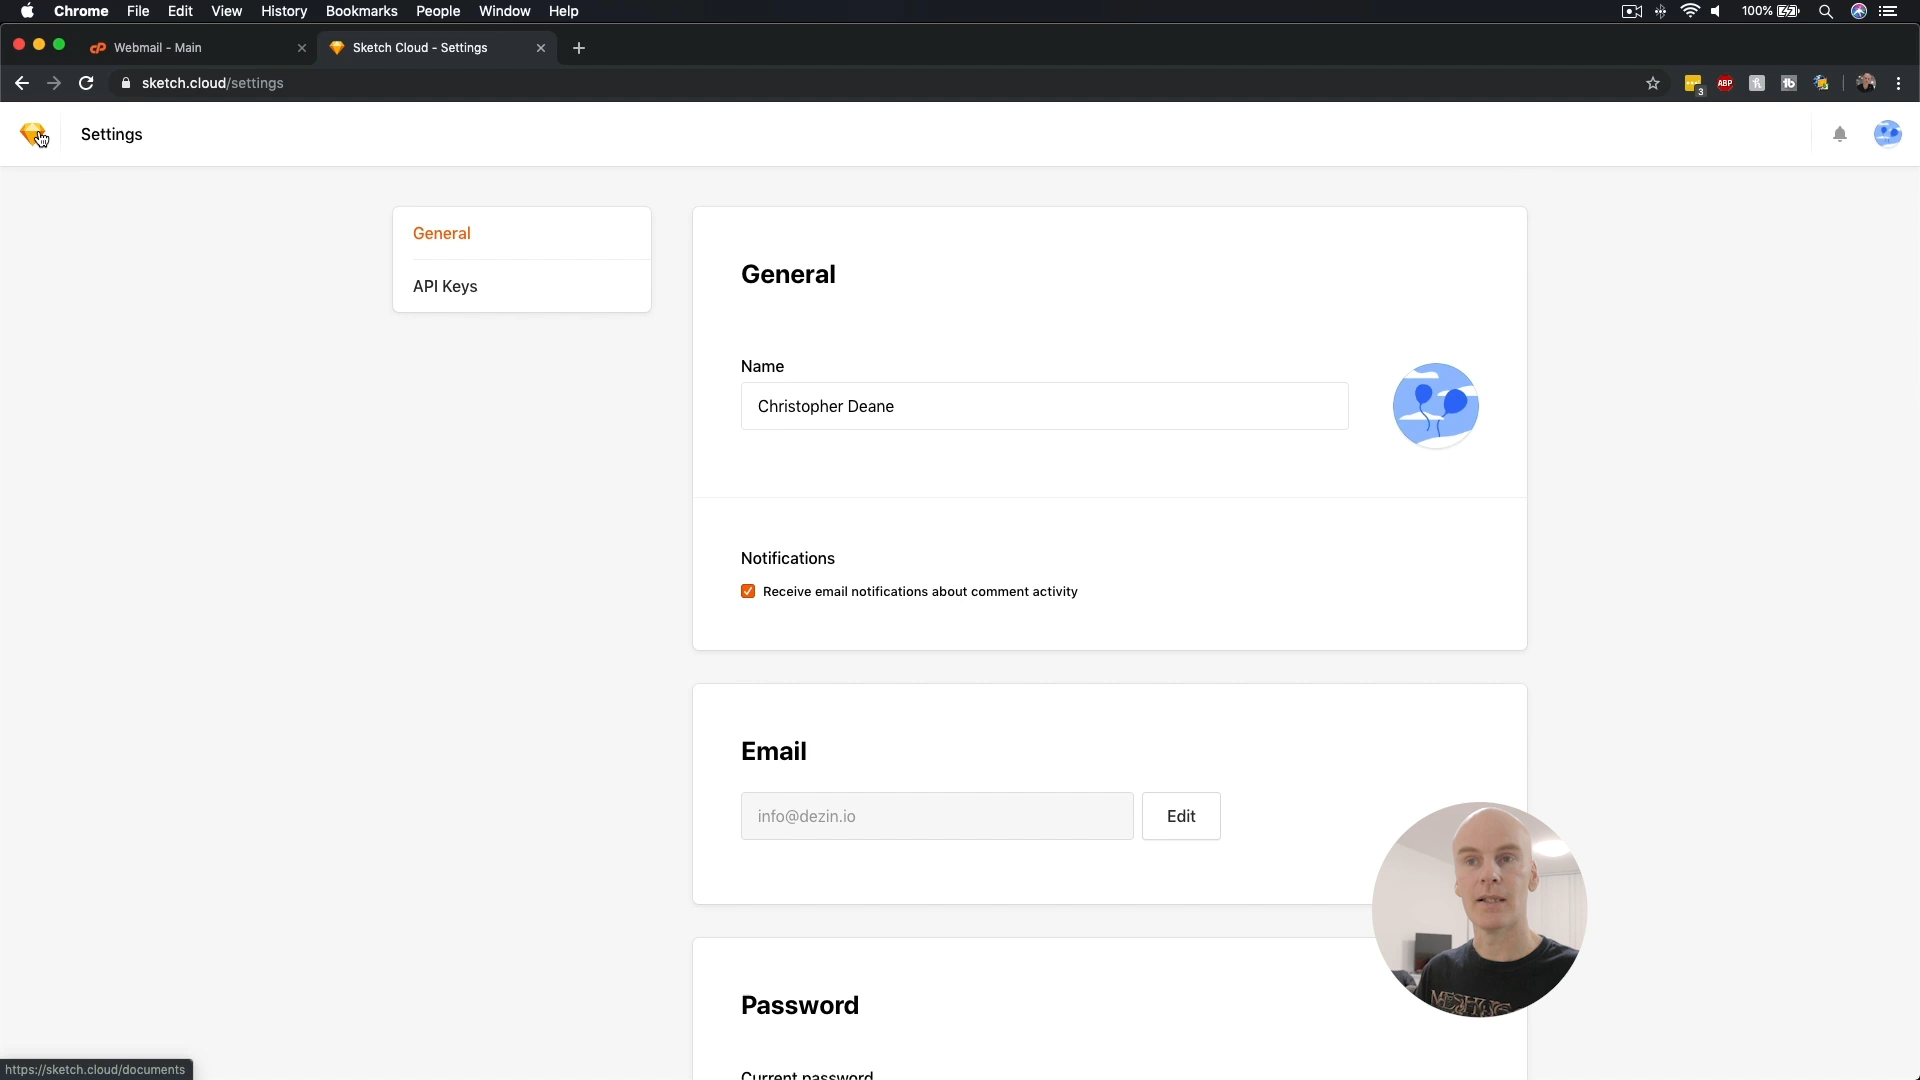 Chrome File Edit View History Bookmarks People Window Help 100%
Webmail - Main
Sketch Cloud - Settings
sketch.cloud/settings
3
ABP
Settings
General
API Keys
General
Name
Christopher Deane
Notifications
Receive email notifications about comment activity
Email
info@dezin.io
Edit
Password
Current password
https://sketch.cloud/documents